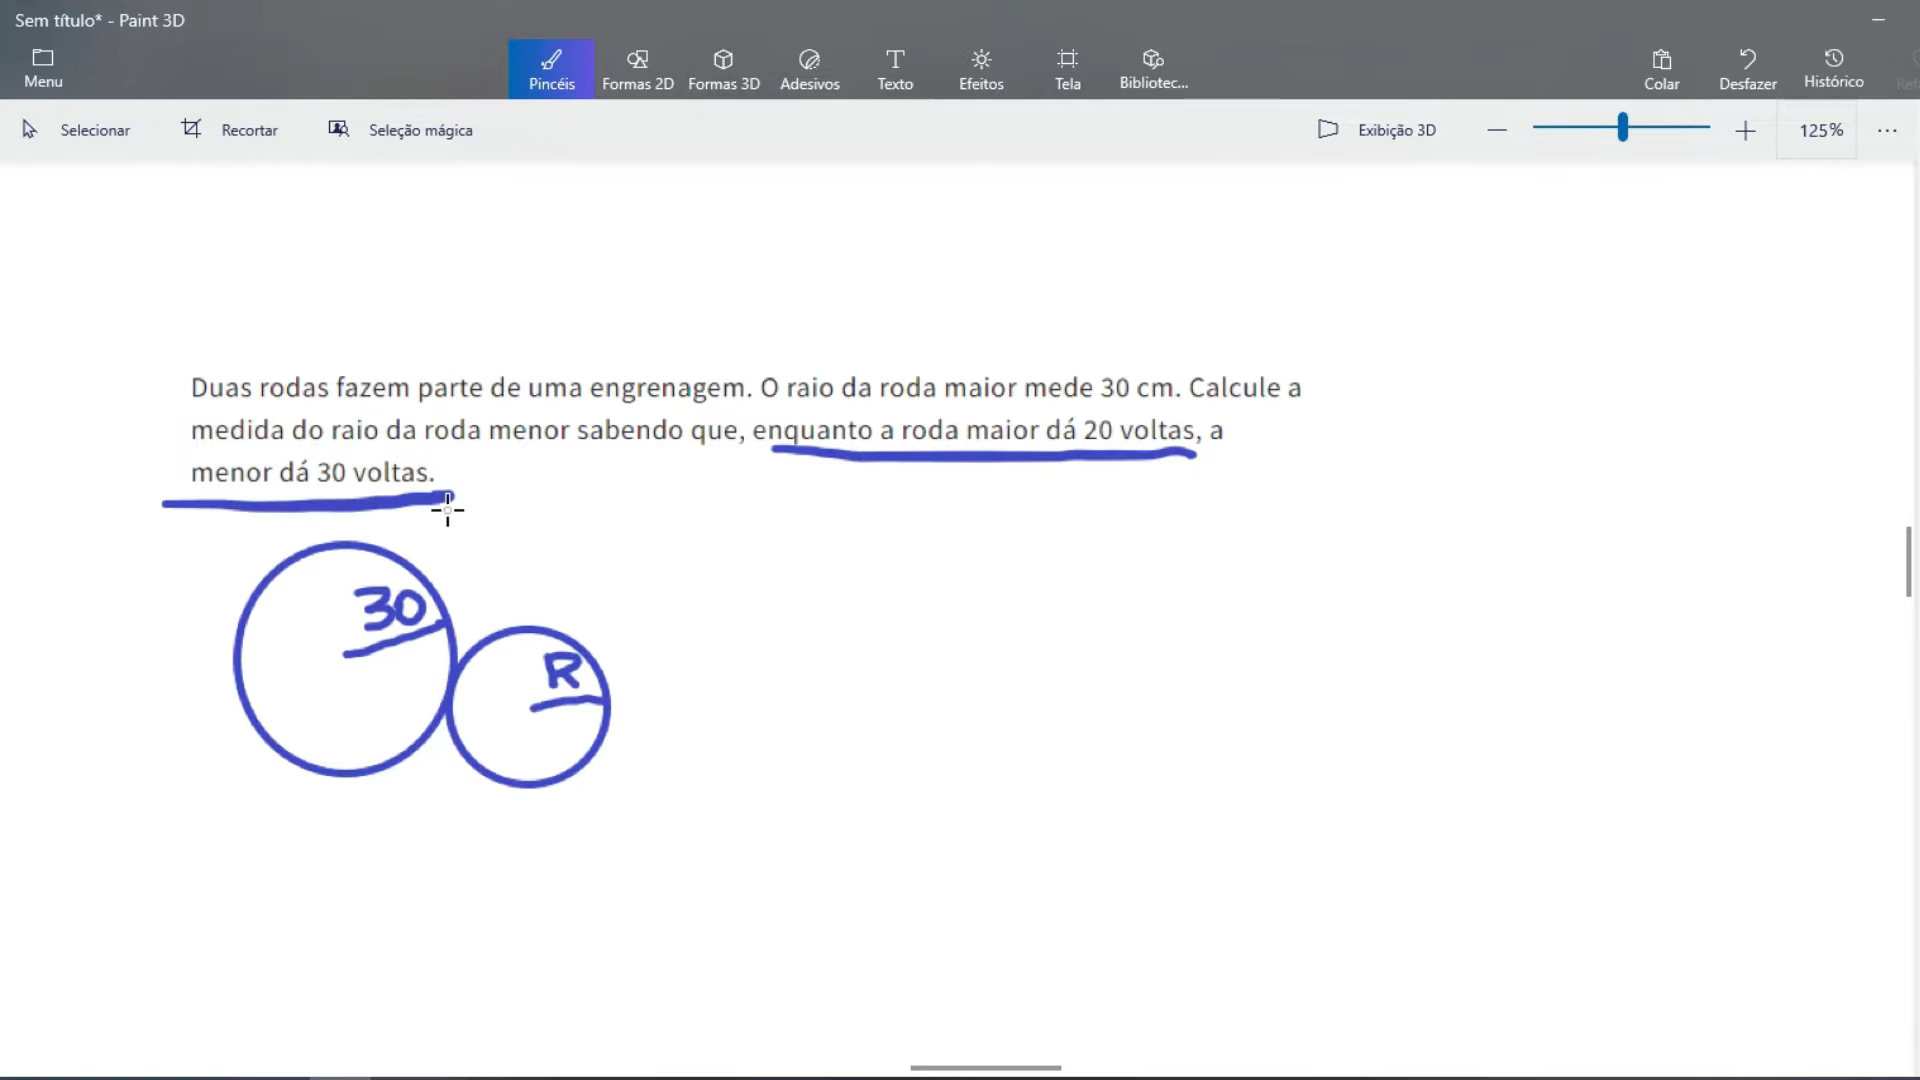 Sem título* - Paint 3D
Menu
Pincéis
Formas 2D
Formas 3D
Adesivos
Texto
Efeitos
Tela
Bibliotec...
Colar
Desfazer
Histórico
Selecionar
Recortar
Seleção mágica
Exibição 3D
125%
Duas rodas fazem parte de uma engrenagem. O raio da roda maior mede 30 cm. Calcule a
medida do raio da roda menor sabendo que, enquanto a roda maior dá 20 voltas, a
menor dá 30 voltas.
30
R